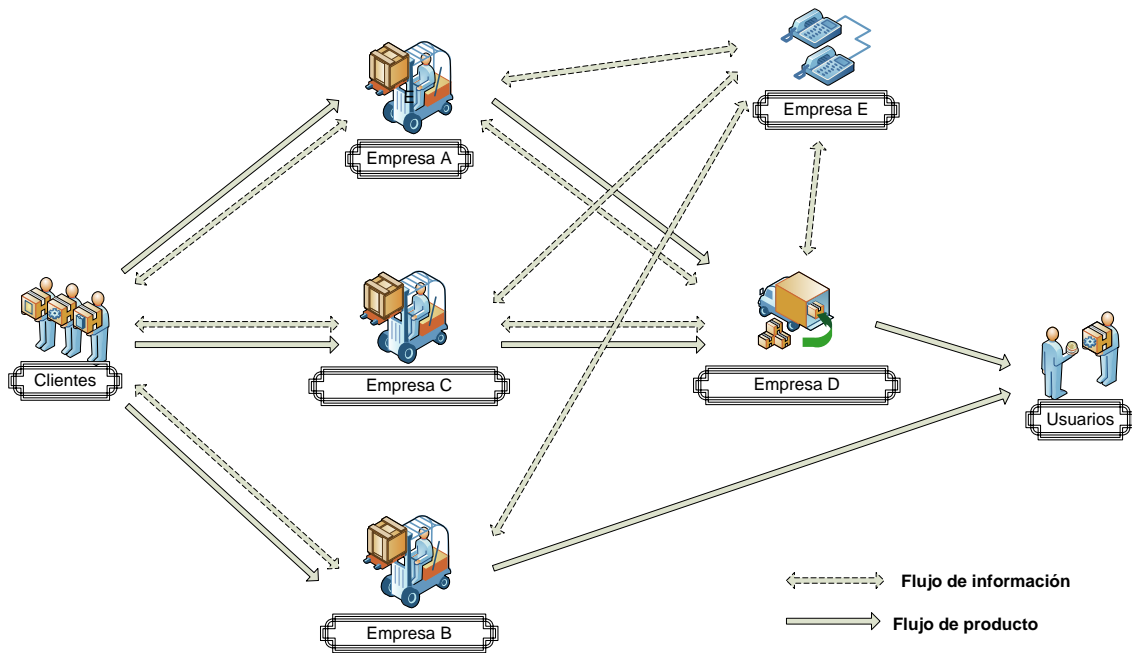 Empresa E
E
Empresa A
Clientes
Empresa C
Empresa D
Usuarios
Empresa B
Flujo de información
Flujo de producto